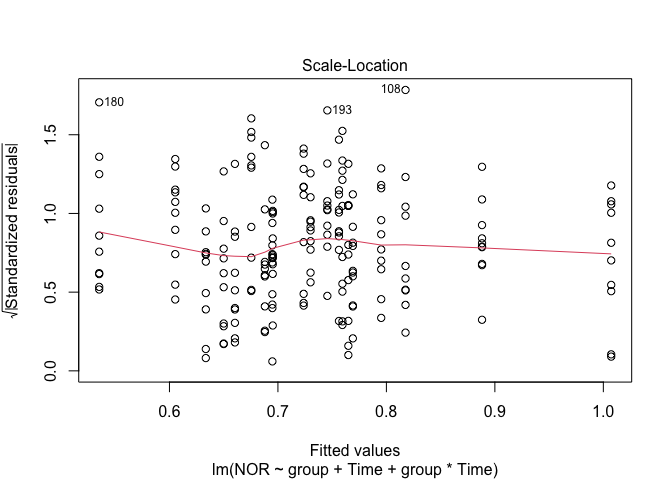 Scale-Location
108
180
193
√|Standardized residuals|
1.5
1.0
0.5
0.0
0.6 0.7 0.8 0.9 1.0
Fitted values
lm(NOR ~ group + Time + group * Time)